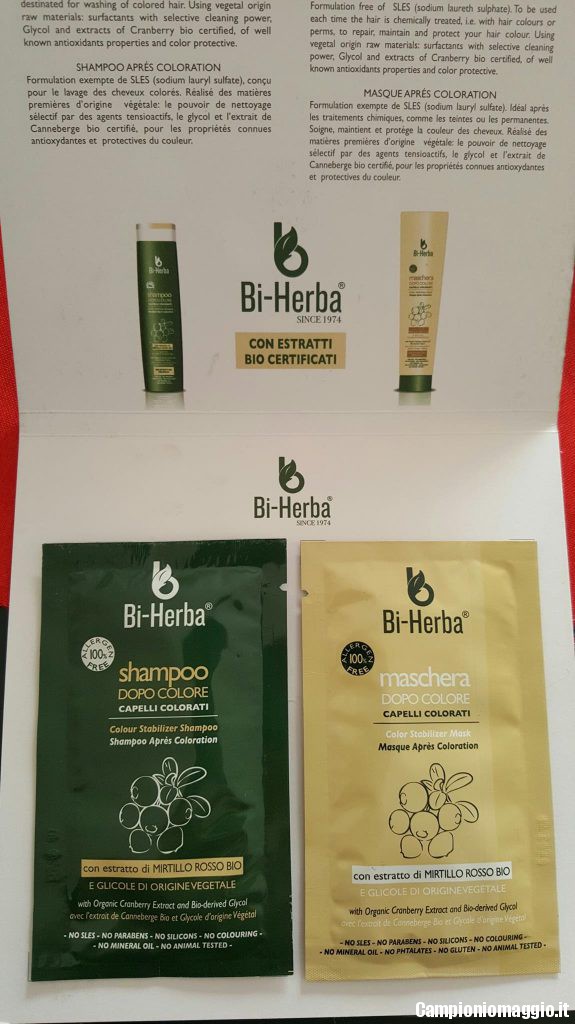 destinated for washing of colored hair. Using vegetal origin
raw materials: surfactants with selective cleaning power,
Glycol and extracts of Cranberry bio certified, of well
known antioxidants properties and color protective.
SHAMPOO APRÉS COLORATION
Formulation exempte de SLES (sodium lauryl sulfate), conçu
pour le lavage des cheveux colorés. Réalisé des matières
premières d'origine végétale: le pouvoir de nettoyage
sélectif par des agents tensioactifs, le glycol et l'extrait de
Canneberge bio certifié, pour les propriétés connues
antioxydantes et protectives du couleur.
Formulation free of SLES (sodium laureth sulphate). To be used
each time the hair is chemically treated, i.e. with hair colours or
perms, to repair, maintain and protect your hair colour. Using
vegetal origin raw materials: surfactants with selective cleaning
power, Glycol and extracts of Cranberry bio certified, of well
known antioxidants properties and color protective.
MASQUE APRÉS COLORATION
Formulation exempte de SLES (sodium lauryl sulfate). Idéal après
les traitements chimiques, comme les teintes ou les permanentes.
Soigne, maintient et protège la couleur des cheveux. Réalisé des
matières premières d'origine végétale: le pouvoir de nettoyage
sélectif par des agents tensioactifs, le glycol et l'extrait de
Canneberge bio certifié, pour les propriétés connues antioxydantes
et protectives du couleur.
Bi-Herba
shampoo
DOPO COLORE
Bi-Herba®
SINCE 1974
CON ESTRATTI
BIO CERTIFICATI
Bi-Herba
maschera
DOPO COLORE
Bi-Herba®
SINCE 1974
Bi-Herba®
ALLERGEN
100%
FREE
shampoo
DOPO COLORE
CAPELLI COLORATI
Colour Stabilizer Shampoo
Shampoo Après Coloration
con estratto di MIRTILLO ROSSO BIO
E GLICOLE DI ORIGINE VEGETALE
with Organic Cranberry Extract and Bio-derived Glycol
avec l'extrait de Canneberge Bio et Glycole d'origine Végétal
- NO SLES - NO PARABENS - NO SILICONS - NO COLOURING -
- NO MINERAL OIL - NO ANIMAL TESTED -
Bi-Herba®
ALLERGEN
100%
FREE
maschera
DOPO COLORE
CAPELLI COLORATI
Color Stabilizer Mask
Masque Après Coloration
con estratto di MIRTILLO ROSSO BIO
E GLICOLE DI ORIGINE VEGETALE
with Organic Cranberry Extract and Bio-derived Glycol
avec l'extrait de Canneberge Bio et Glycole d'origine Végétal
- NO SLES - NO PARABENS - NO SILICONS - NO COLOURING -
- NO MINERAL OIL - NO PHTALATES - NO GLUTEN - NO ANIMAL TESTED -
Campioniomaggio.it